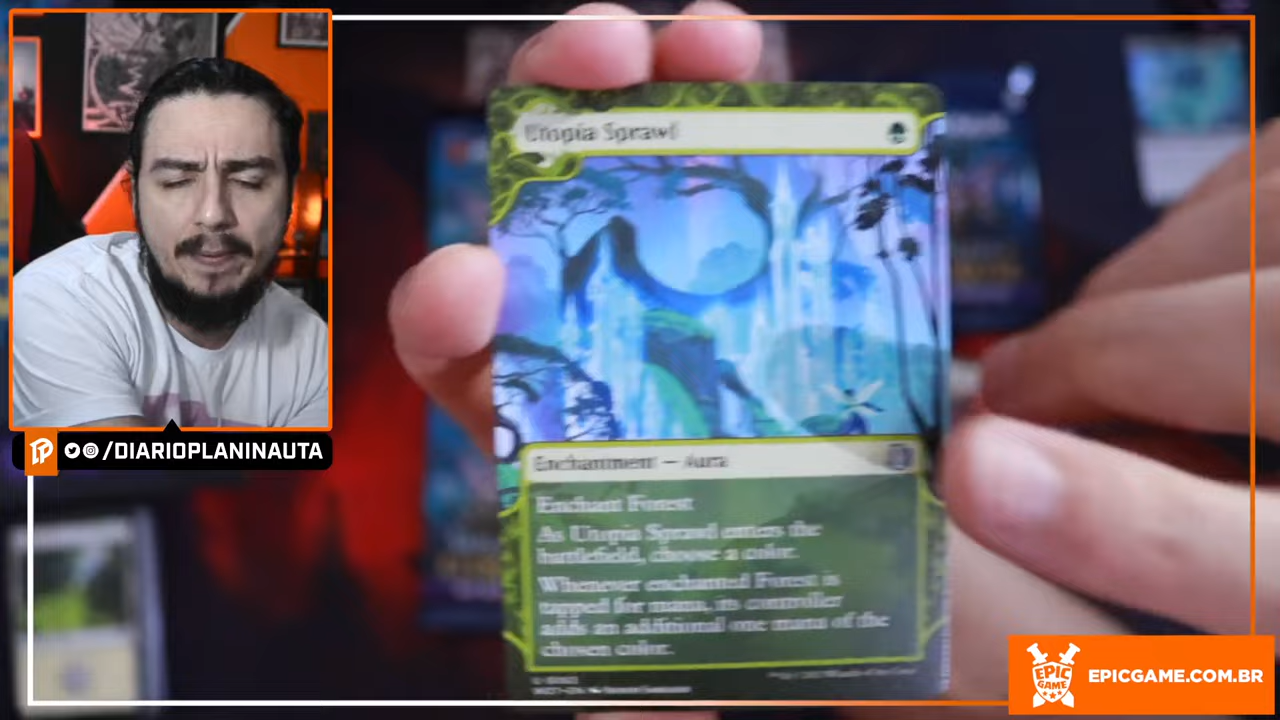 Utopia Sprawl
Enchantment – Aura
Enchant Forest
As Utopia Sprawl enters the
battlefield, choose a color.
Whenever enchanted Forest is
tapped for mana, its controller
adds an additional one mana of the
chosen color.
/DIARIOPLANINAUTA
EPIC
GAME
EPICGAME.COM.BR